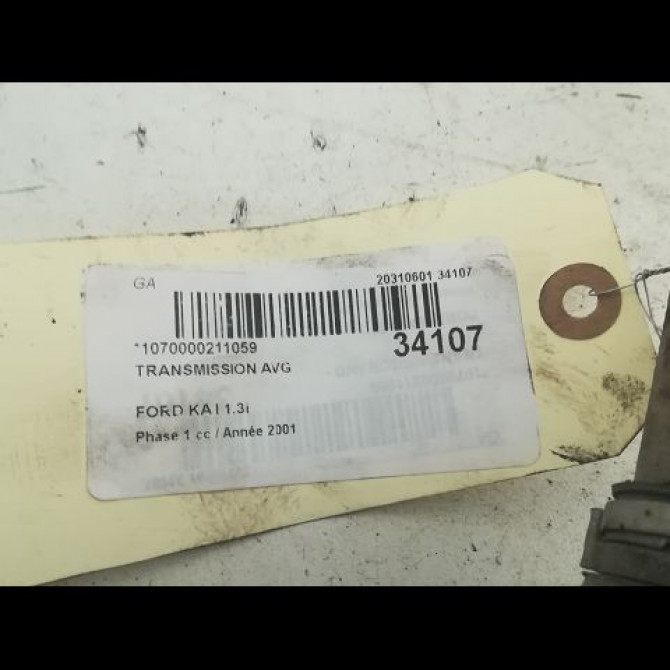 GA
20310601 34107
*1070000211059
34107
TRANSMISSION AVG
FORD KA I 1.3i
Phase 1 cc / Année 2001